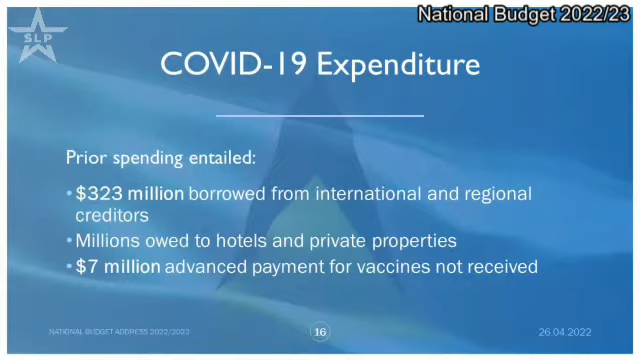 National Budget 2022/23
SLP
COVID-19 Expenditure
Prior spending entailed:
• $323 million borrowed from international and regional
creditors
• Millions owed to hotels and private properties
• $7 million advanced payment for vaccines not received
NATIONAL BUDGET ADDRESS 2022/2023
16
26.04.2022